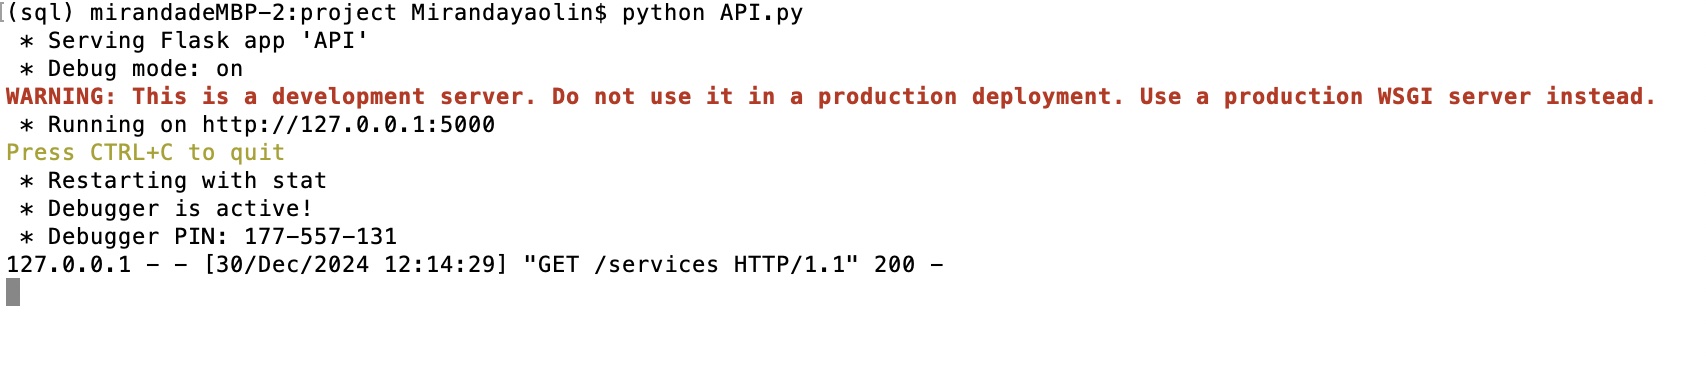 (sql) mirandadeMBP-2:project Mirandayaolin$ python API.py
 * Serving Flask app 'API'
 * Debug mode: on
WARNING: This is a development server. Do not use it in a production deployment. Use a production WSGI server instead.
 * Running on http://127.0.0.1:5000
Press CTRL+C to quit
 * Restarting with stat
 * Debugger is active!
 * Debugger PIN: 177-557-131
127.0.0.1 - - [30/Dec/2024 12:14:29] "GET /services HTTP/1.1" 200 -